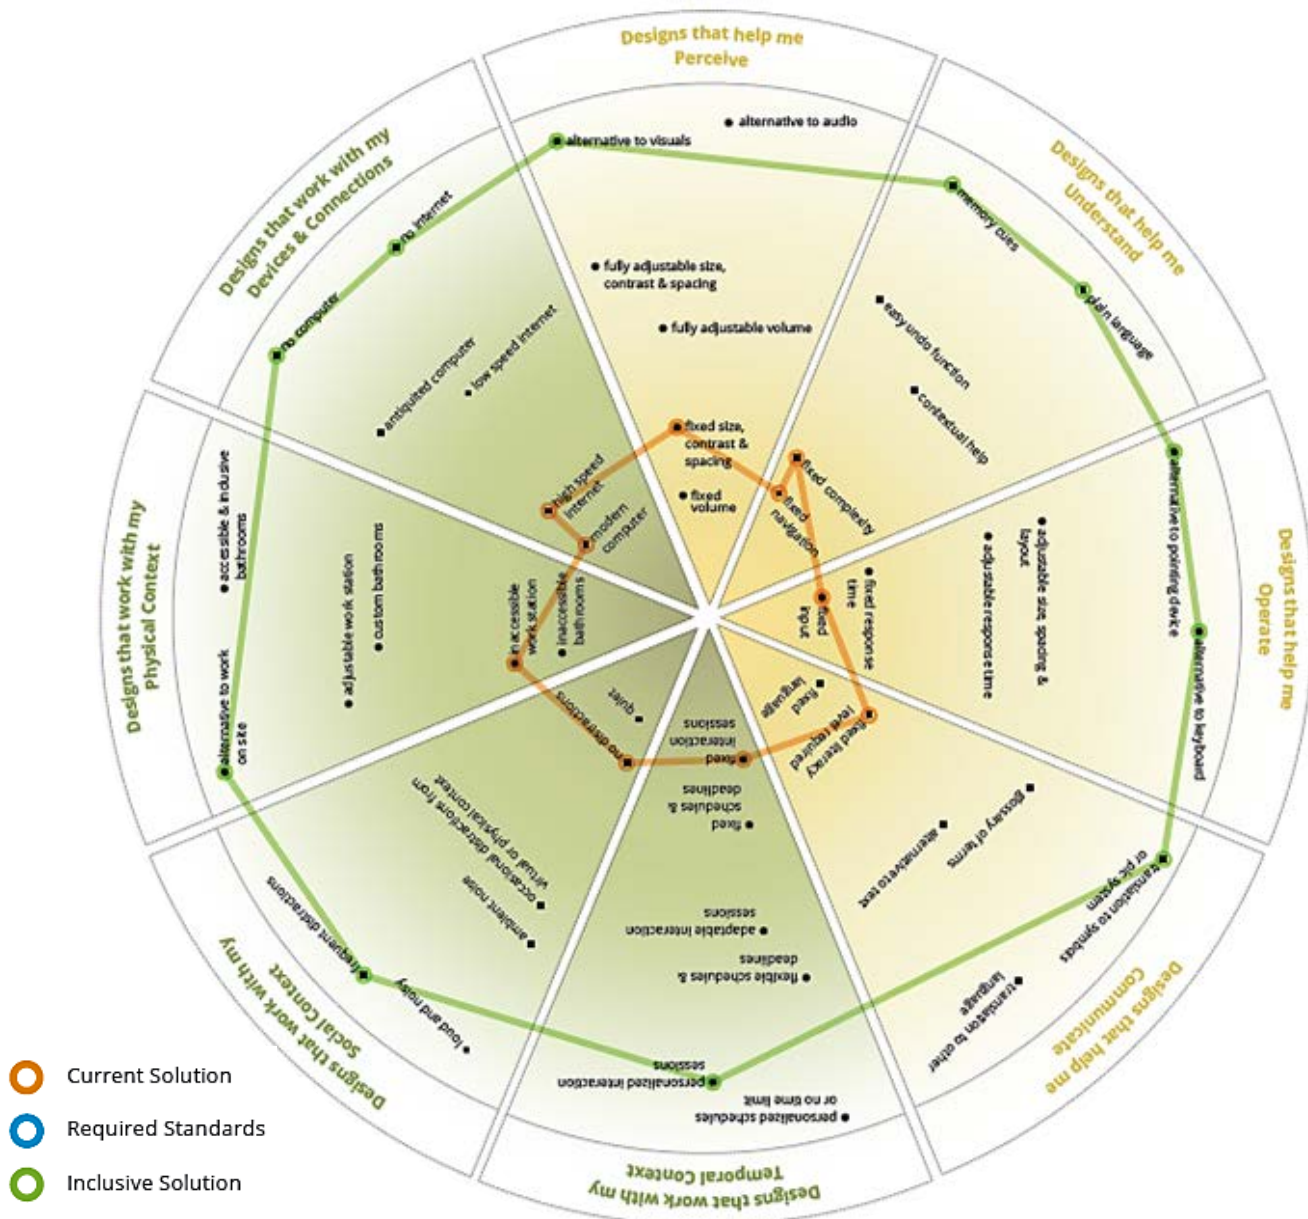 Designs that help me
Perceive
alternative to audio
alternative to visuals
fully adjustable size,
contrast & spacing
fully adjustable volume
fixed size,
contrast &
spacing
fixed
volume
Designs that help me
Understand
memory cues
plain language
easy undo function
contextual help
fixed complexity
fixed
navigation
Designs that help me
Operate
alternative to pointing device
alternative to keyboard
adjustable size, spacing &
layout
adjustable response time
fixed response
time
fixed
input
Designs that help me
Communicate
translation to symbols
or pic system
translation to other
language
glossary of terms
alternative to text
fixed literacy
level required
fixed
language
Designs that work with my
Temporal Context
personalized schedules
or no time limit
personalized interaction
sessions
flexible schedules &
deadlines
adaptable interaction
sessions
fixed
schedules &
deadlines
fixed
interaction
sessions
Designs that work with my
Social Context
loud and noisy
frequent distractions
ambient noise
occasional distractions from
virtual or physical context
no distractions
quiet
Designs that work with my
Physical Context
alternative to work
on site
accessible & inclusive
bathrooms
adjustable work station
custom bathrooms
inaccessible
work station
inaccessible
bathrooms
Designs that work with my
Devices & Connections
no computer
no internet
antiquited computer
low speed internet
high speed
internet
modern
computer
Current Solution
Required Standards
Inclusive Solution